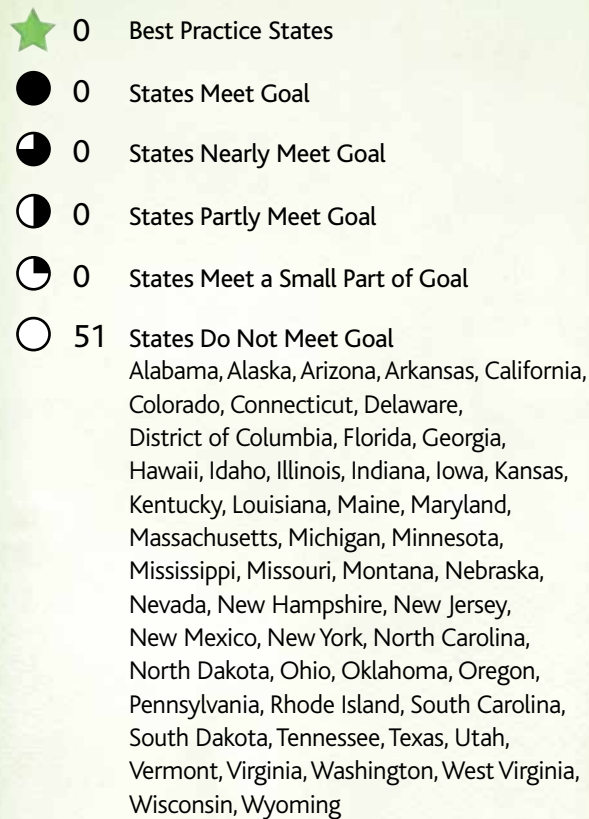 0 Best Practice States
0 States Meet Goal
0 States Nearly Meet Goal
0 States Partly Meet Goal
0 States Meet a Small Part of Goal
51 States Do Not Meet Goal
Alabama, Alaska, Arizona, Arkansas, California,
Colorado, Connecticut, Delaware,
District of Columbia, Florida, Georgia,
Hawaii, Idaho, Illinois, Indiana, Iowa, Kansas,
Kentucky, Louisiana, Maine, Maryland,
Massachusetts, Michigan, Minnesota,
Mississippi, Missouri, Montana, Nebraska,
Nevada, New Hampshire, New Jersey,
New Mexico, New York, North Carolina,
North Dakota, Ohio, Oklahoma, Oregon,
Pennsylvania, Rhode Island, South Carolina,
South Dakota, Tennessee, Texas, Utah,
Vermont, Virginia, Washington, West Virginia,
Wisconsin, Wyoming